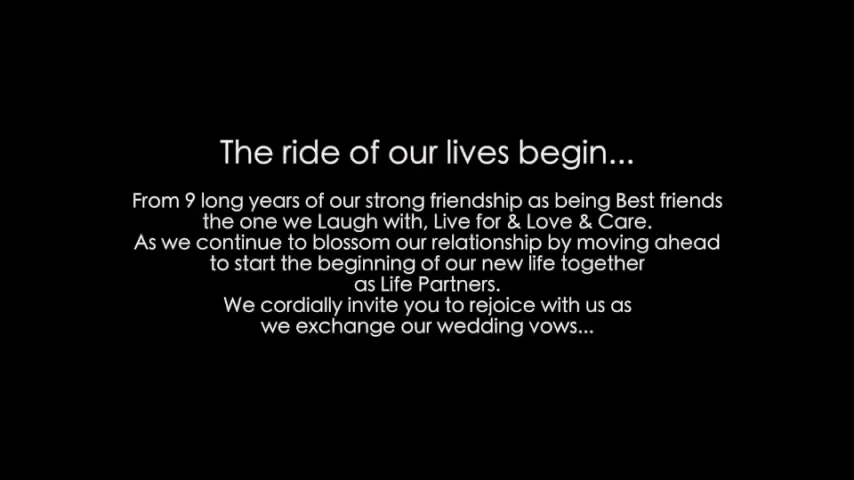 The ride of our lives begin...
From 9 long years of our strong friendship as being Best friends
the one we Laugh with, Live for & Love & Care.
As we continue to blossom our relationship by moving ahead
to start the beginning of our new life together
as Life Partners.
We cordially invite you to rejoice with us as
we exchange our wedding vows...